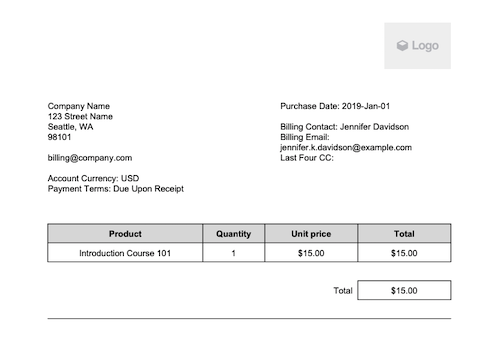 Logo
Company Name
123 Street Name
Seattle, WA
98101
billing@company.com
Account Currency: USD
Payment Terms: Due Upon Receipt
Purchase Date: 2019-Jan-01
Billing Contact: Jennifer Davidson
Billing Email:
jennifer.k.davidson@example.com
Last Four CC:
Product Quantity Unit price Total
Introduction Course 101 1 $15.00 $15.00
Total $15.00